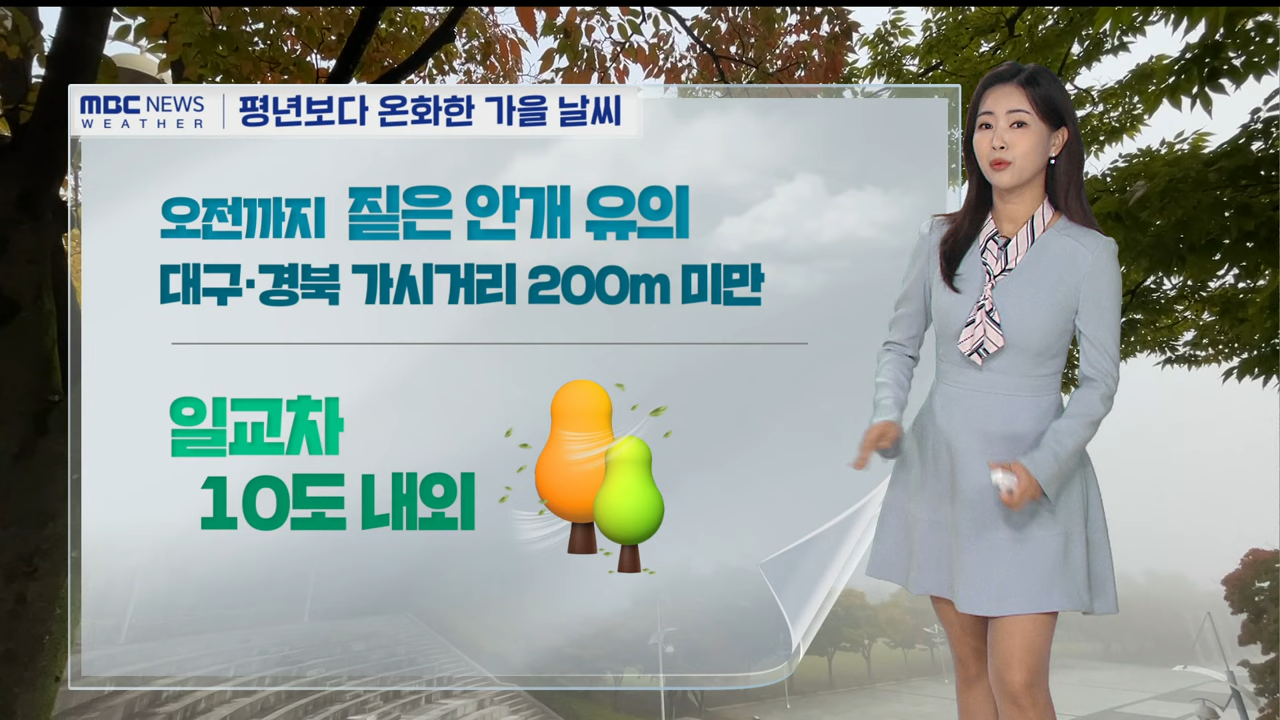 MBC NEWS
WEATHER
평년보다 온화한 가을 날씨
오전까지 짙은 안개 유의
대구·경북 가시거리 200m 미만
일교차
10도 내외